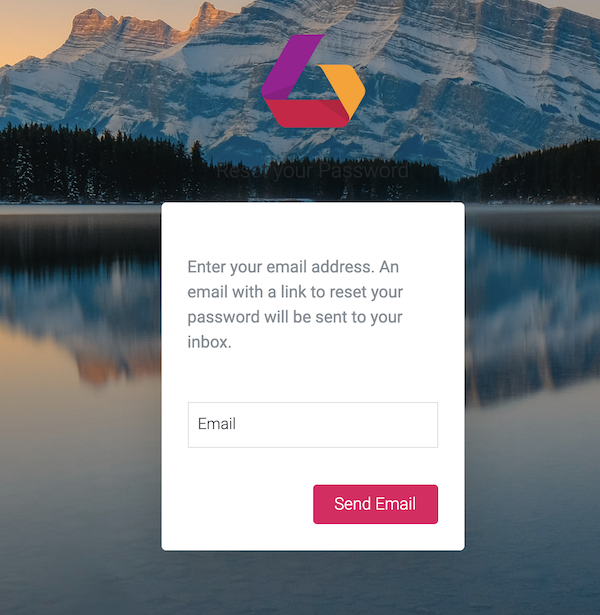 Reset your Password
Enter your email address. An
email with a link to reset your
password will be sent to your
inbox.
Email
Send Email